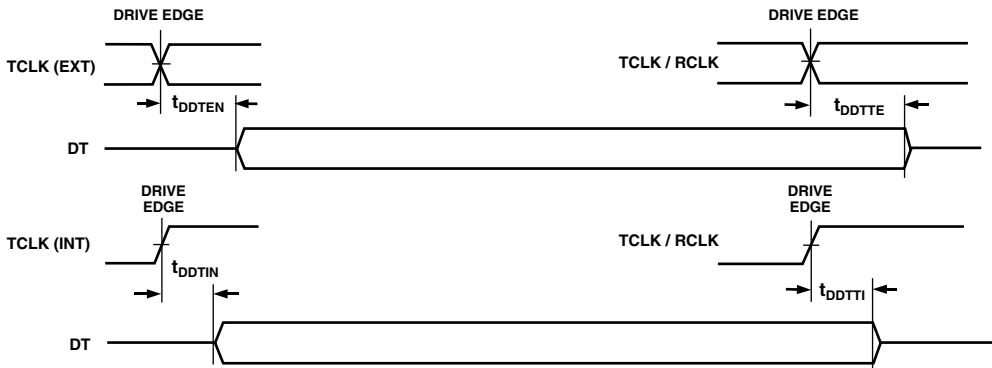 DRIVE EDGE
DRIVE EDGE
TCLK (EXT)
TCLK / RCLK
tDDTEN
tDDTTE
DT
DRIVE
EDGE
DRIVE
EDGE
TCLK (INT)
TCLK / RCLK
tDDTIN
tDDTTI
DT